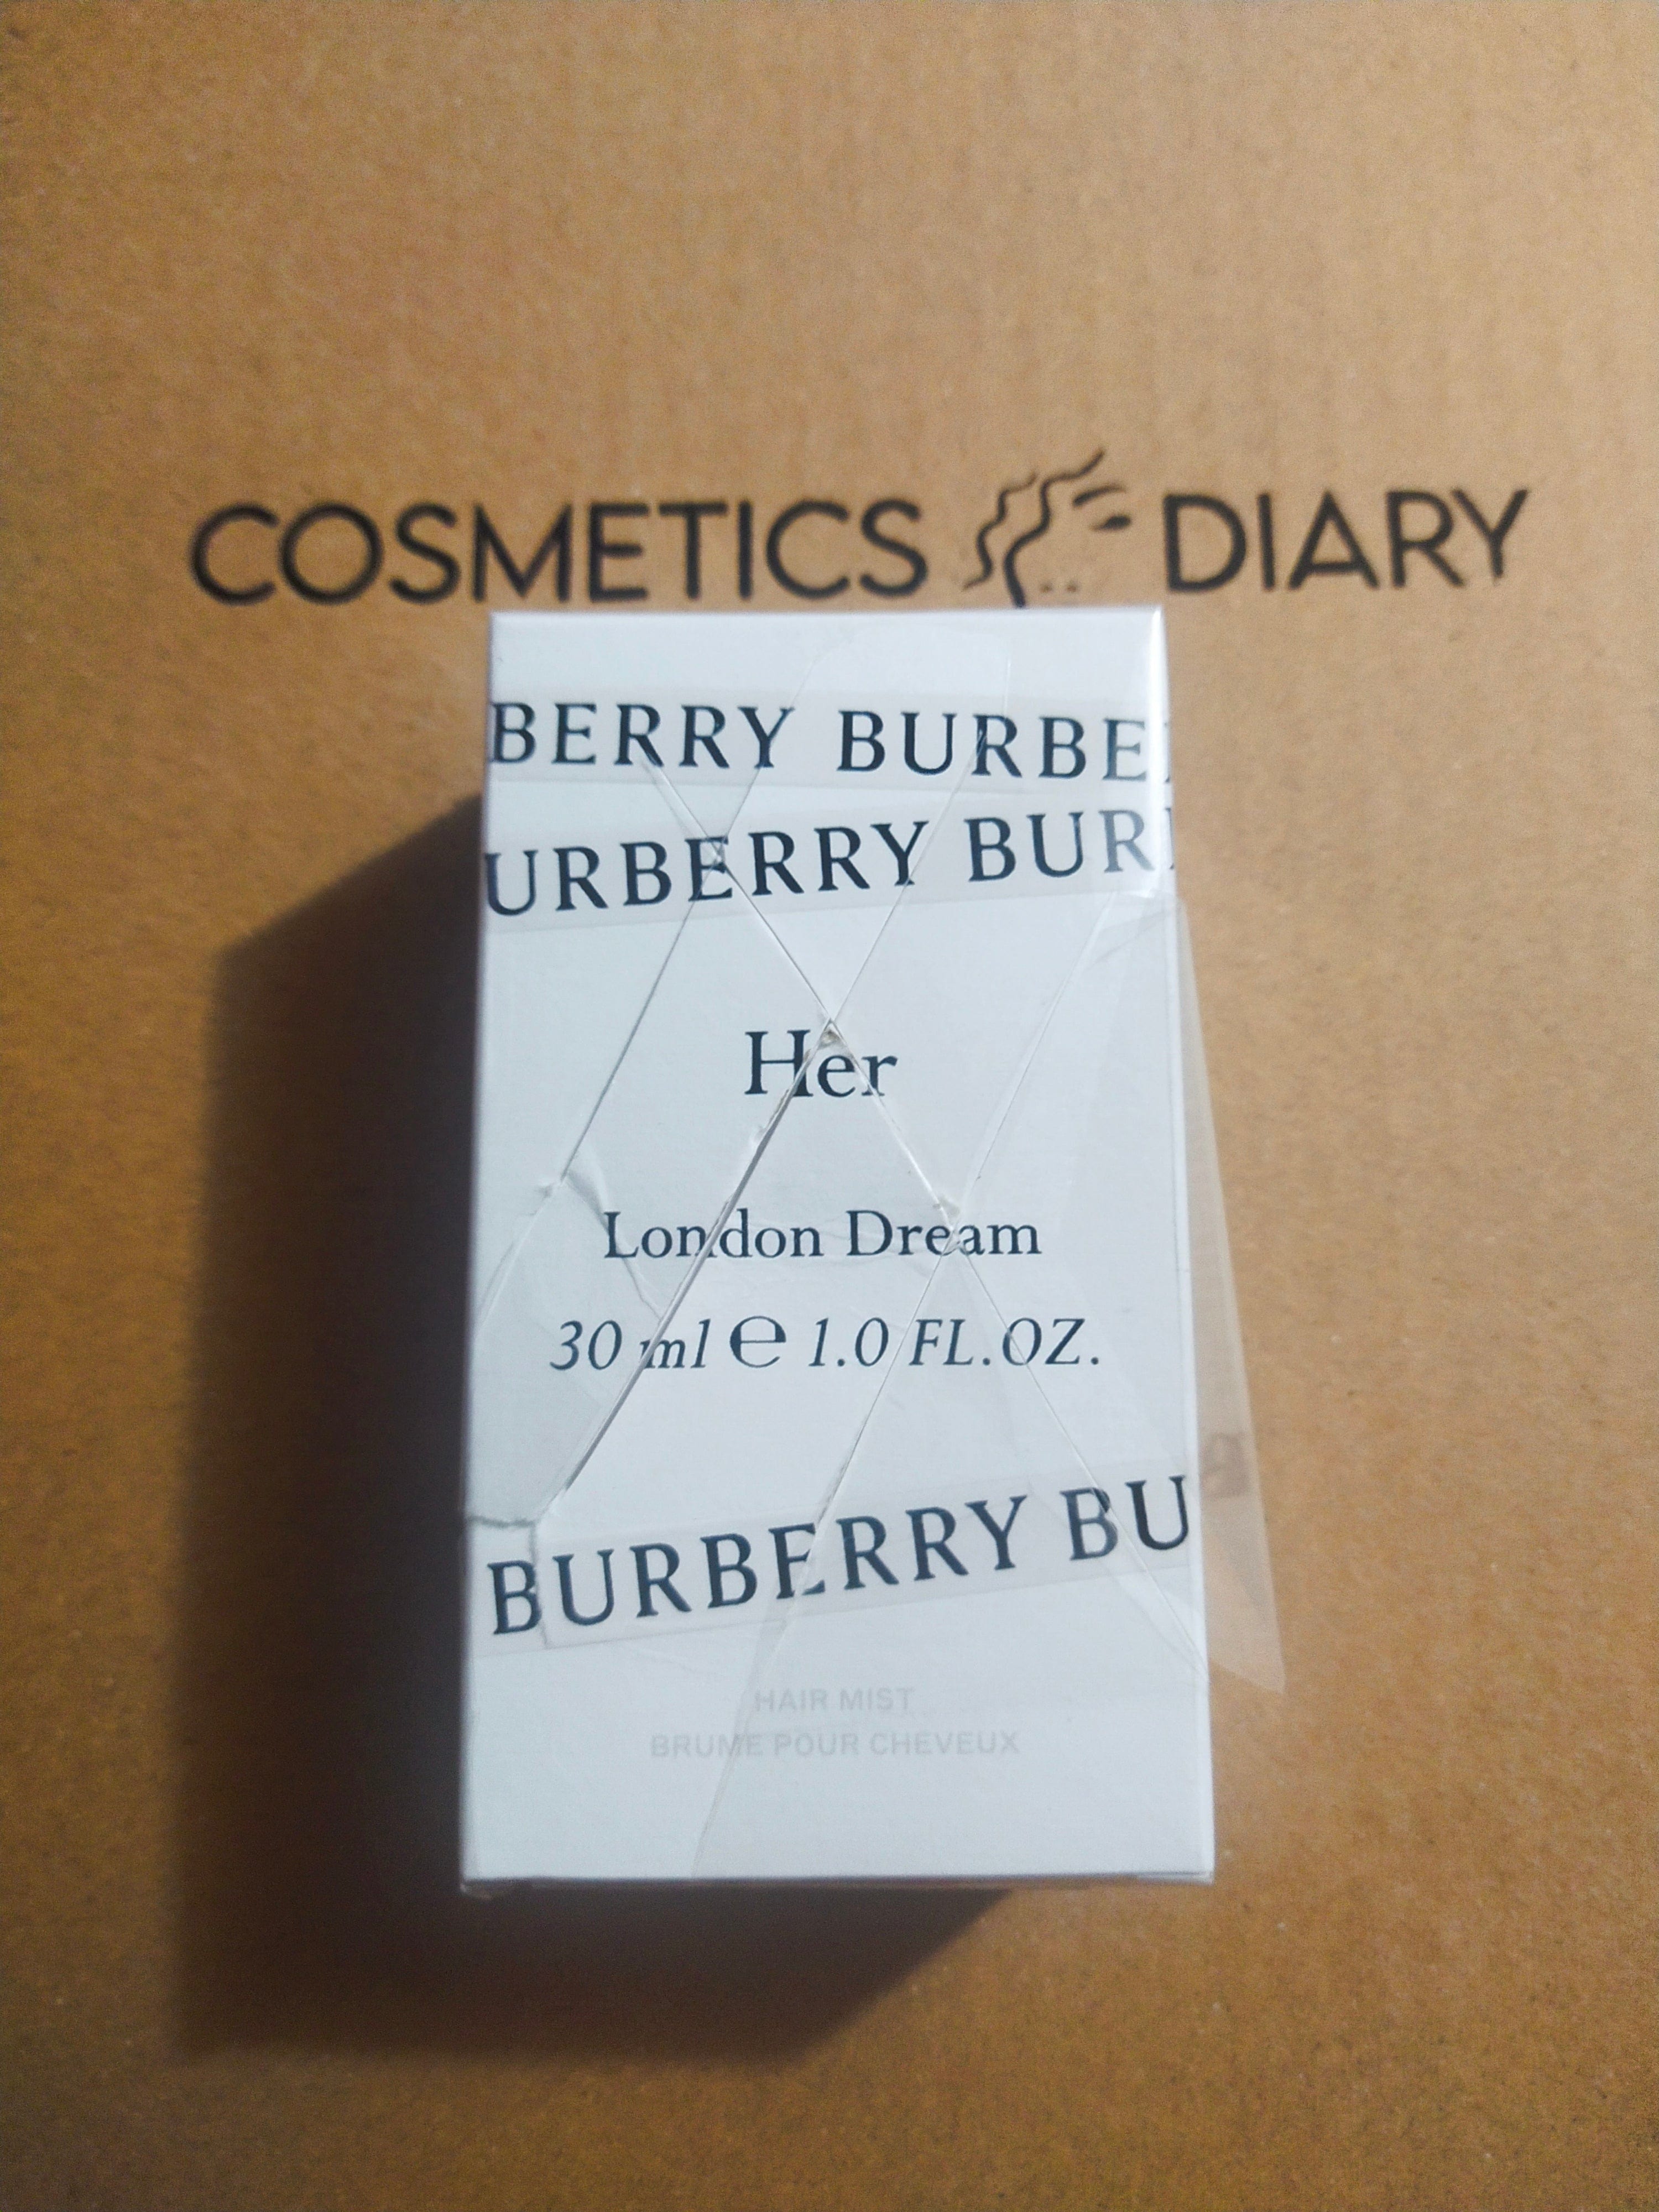 COSMETICS DIARY
BERRY BURBE
URBERRY BUR
Her
London Dream
30 ml ℮ 1.0 FL.OZ.
BURBERRY BU
HAIR MIST
BRUME POUR CHEVEUX